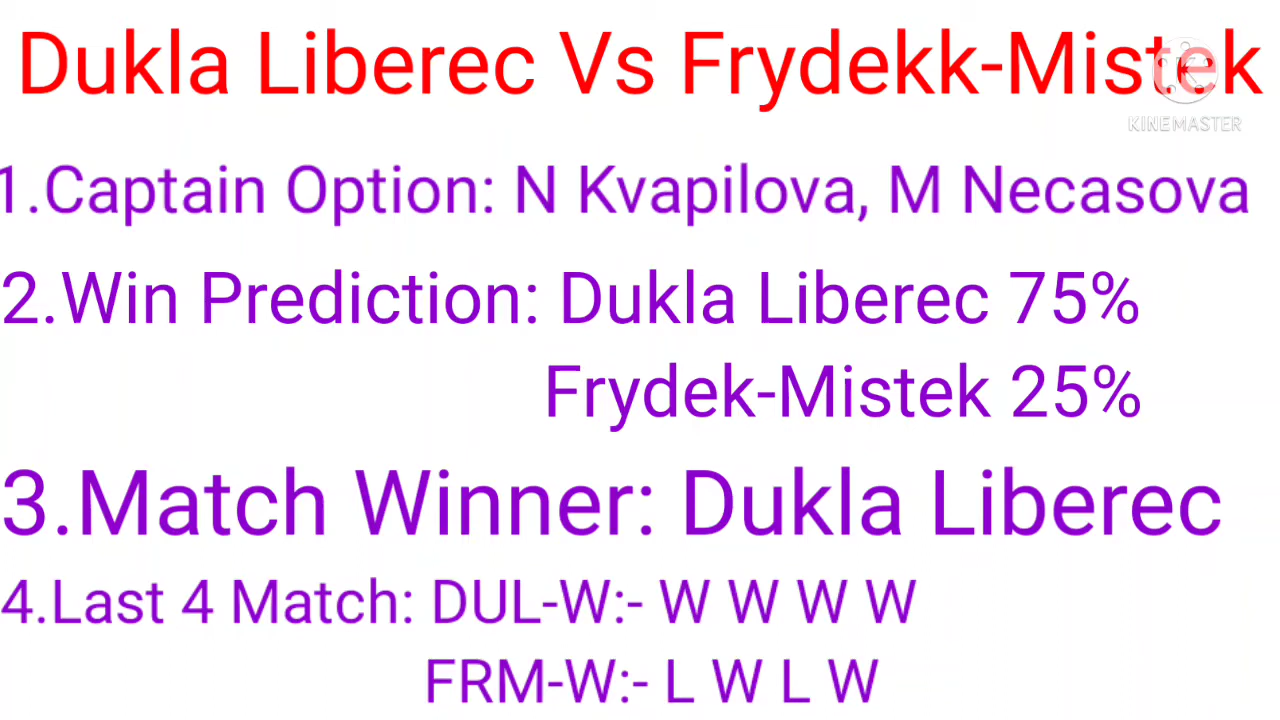 Dukla Liberec Vs Frydekk-Mistek
KINEMASTER
1.Captain Option: N Kvapilova, M Necasova
2.Win Prediction: Dukla Liberec 75%
Frydek-Mistek 25%
3.Match Winner: Dukla Liberec
4.Last 4 Match: DUL-W:- W W W W
FRM-W:- L W L W